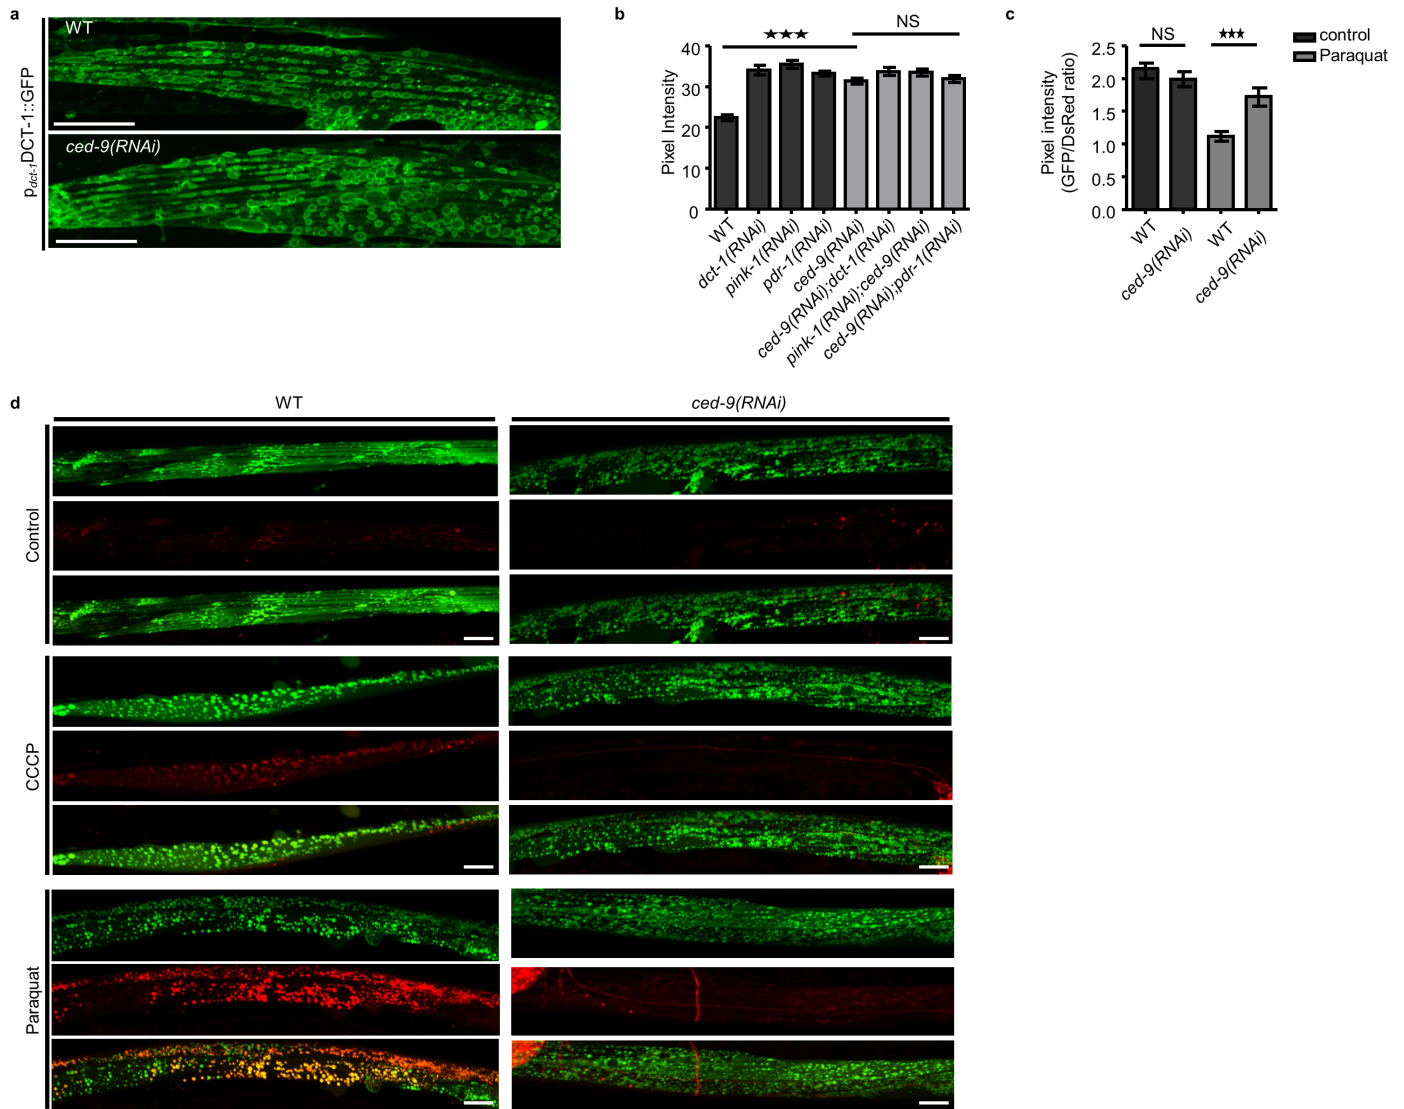 a
WT
ced-9(RNAi)
pdct-1DCT-1::GFP
b
★★★
NS
Pixel Intensity
40
30
20
10
0
WT
dct-1(RNAi)
pink-1(RNAi)
pdr-1(RNAi)
ced-9(RNAi)
ced-9(RNAi);dct-1(RNAi)
pink-1(RNAi);ced-9(RNAi)
ced-9(RNAi);pdr-1(RNAi)
c
control
Paraquat
NS
★★★
Pixel intensity
(GFP/DsRed ratio)
2.5
2.0
1.5
1.0
0.5
0.0
WT
ced-9(RNAi)
WT
ced-9(RNAi)
d
WT
ced-9(RNAi)
Control
CCCP
Paraquat